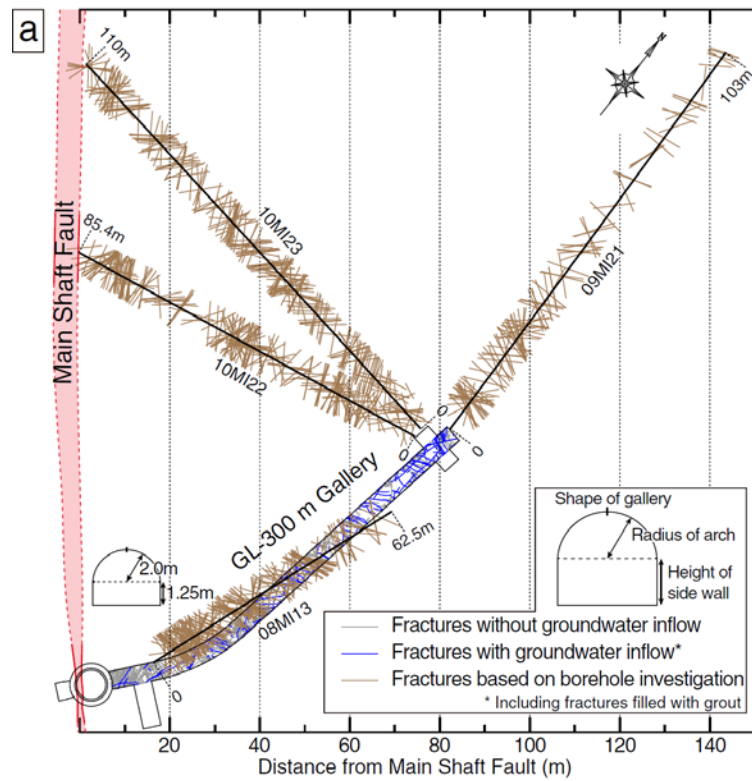 a
110m
103m
N
Main Shaft Fault
85.4m
10MI23
10MI22
09MI21
0
0
0
GL-300 m Gallery
62.5m
08MI13
0
2.0m
1.25m
Shape of gallery
Radius of arch
Height of
side wall
Fractures without groundwater inflow
Fractures with groundwater inflow*
Fractures based on borehole investigation
* Including fractures filled with grout
20 40 60 80 100 120 140
Distance from Main Shaft Fault (m)